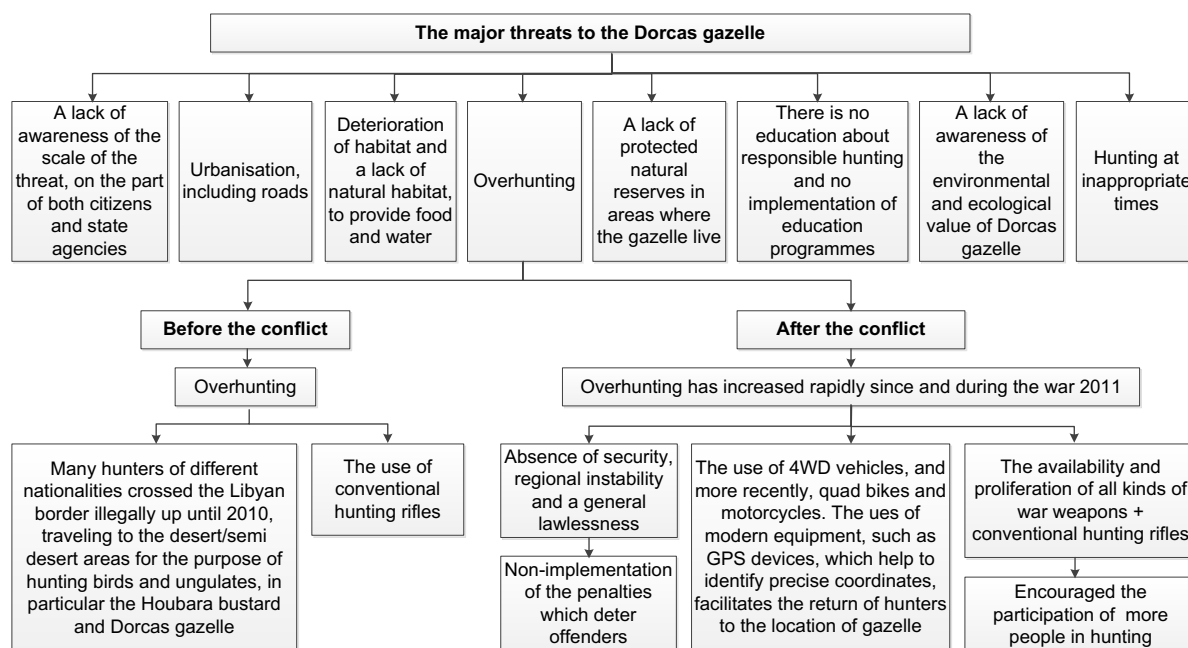 The major threats to the Dorcas gazelle
A lack of
awareness of the
scale of the
threat, on the part
of both citizens
and state
agencies
Urbanisation,
including roads
Deterioration
of habitat and
a lack of
natural habitat,
to provide food
and water
Overhunting
A lack of
protected
natural
reserves in
areas where
the gazelle live
There is no
education about
responsible hunting
and no
implementation of
education
programmes
A lack of
awareness of
the
environmental
and ecological
value of Dorcas
gazelle
Hunting at
inappropriate
times
Before the conflict
After the conflict
Overhunting
Overhunting has increased rapidly since and during the war 2011
Many hunters of different
nationalities crossed the Libyan
border illegally up until 2010,
traveling to the desert/semi
desert areas for the purpose of
hunting birds and ungulates, in
particular the Houbara bustard
and Dorcas gazelle
The use of
conventional
hunting rifles
Absence of security,
regional instability
and a general
lawlessness
Non-implementation
of the penalties
which deter
offenders
The use of 4WD vehicles, and
more recently, quad bikes and
motorcycles. The ues of
modern equipment, such as
GPS devices, which help to
identify precise coordinates,
facilitates the return of hunters
to the location of gazelle
The availability and
proliferation of all kinds of
war weapons +
conventional hunting rifles
Encouraged the
participation of more
people in hunting